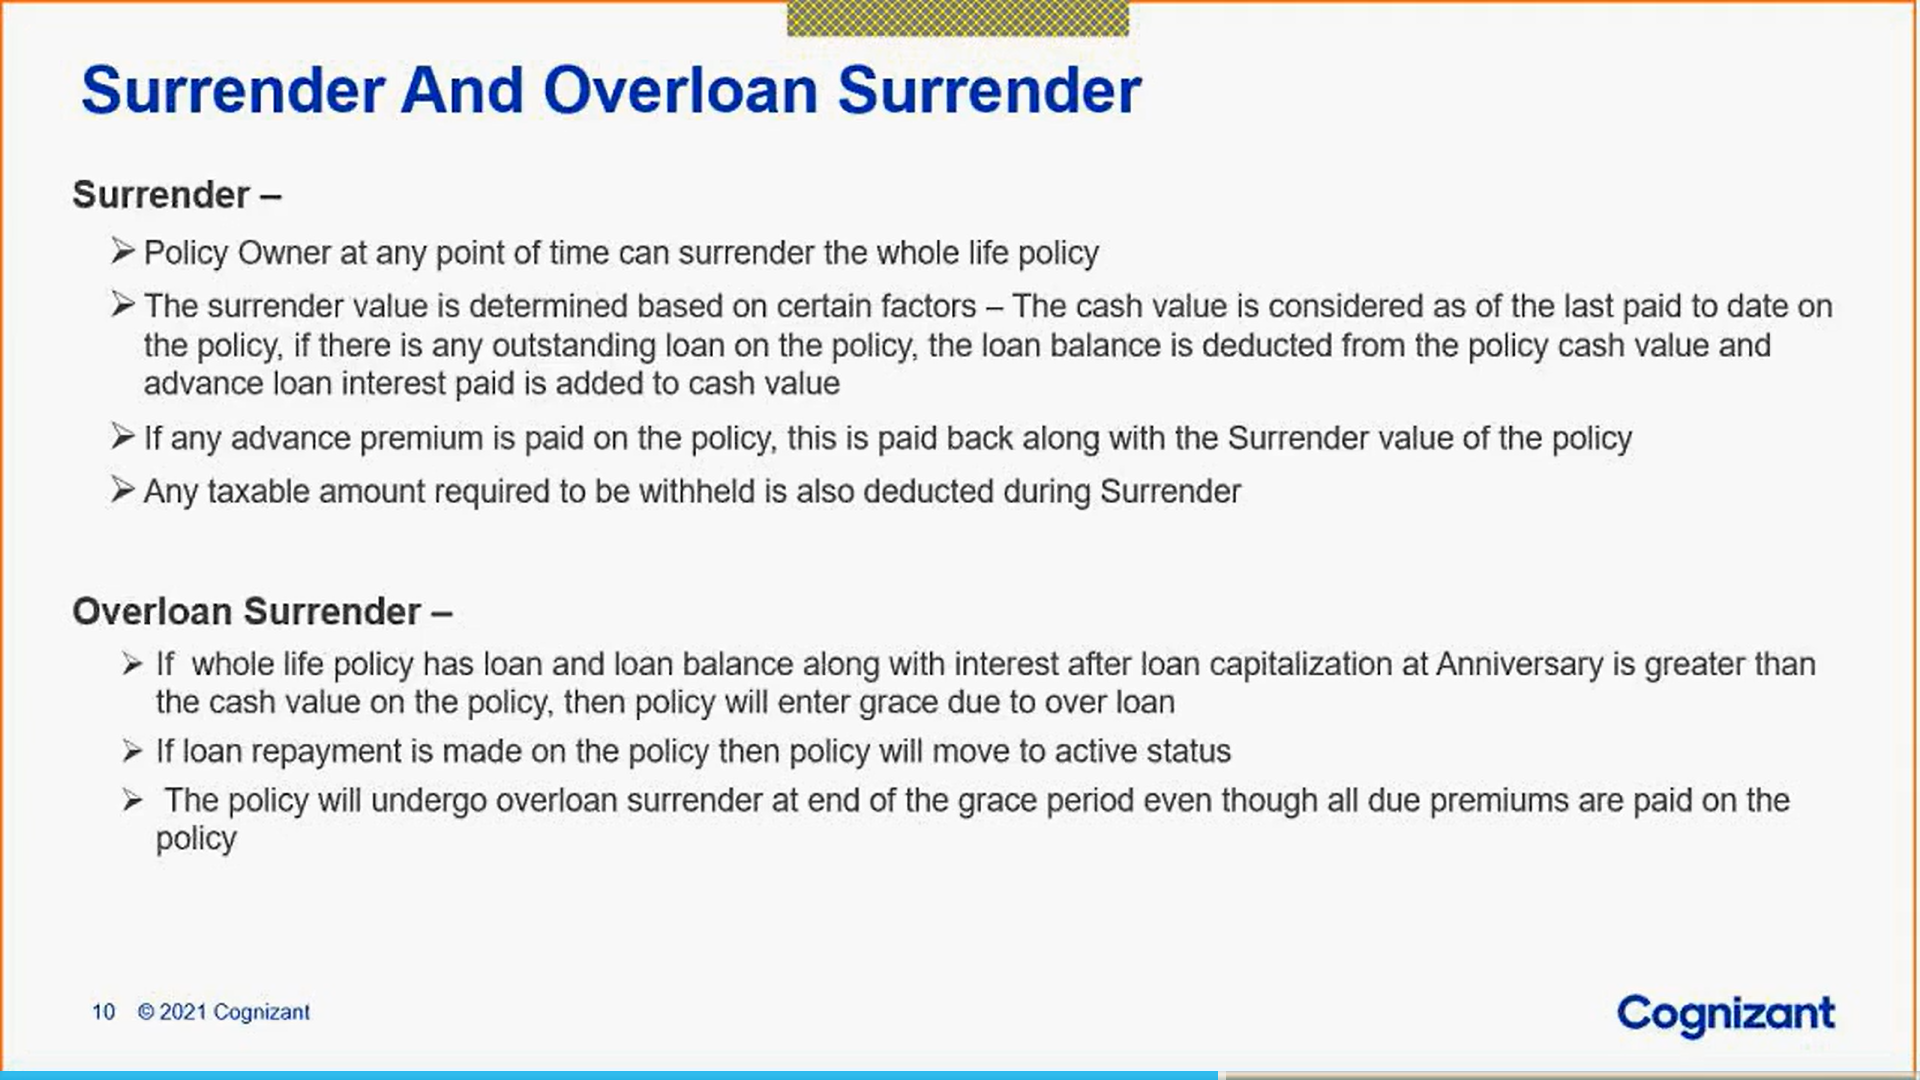 Surrender And Overloan Surrender
Surrender –
➢ Policy Owner at any point of time can surrender the whole life policy
➢ The surrender value is determined based on certain factors – The cash value is considered as of the last paid to date on
the policy, if there is any outstanding loan on the policy, the loan balance is deducted from the policy cash value and
advance loan interest paid is added to cash value
➢ If any advance premium is paid on the policy, this is paid back along with the Surrender value of the policy
➢ Any taxable amount required to be withheld is also deducted during Surrender
Overloan Surrender –
➢ If  whole life policy has loan and loan balance along with interest after loan capitalization at Anniversary is greater than
the cash value on the policy, then policy will enter grace due to over loan
➢ If loan repayment is made on the policy then policy will move to active status
➢ The policy will undergo overloan surrender at end of the grace period even though all due premiums are paid on the
policy
10 © 2021 Cognizant
Cognizant